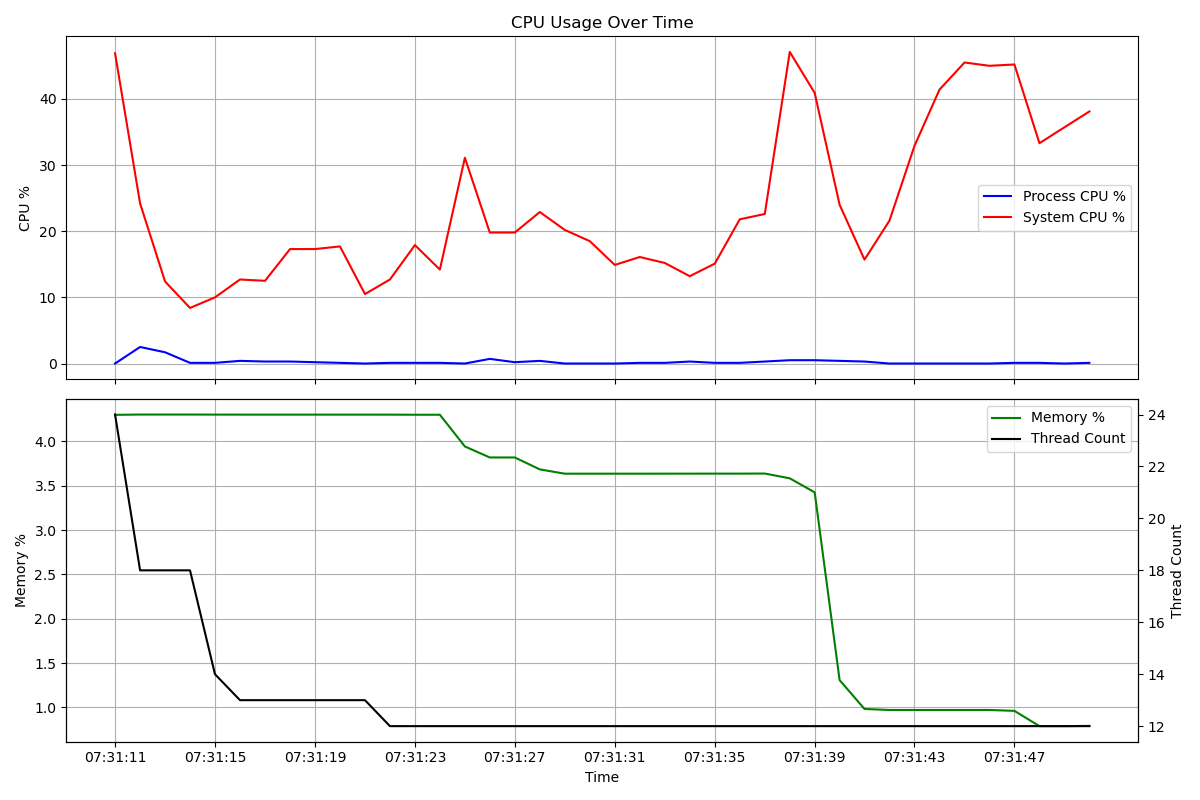 CPU Usage Over Time
CPU %
40
30
20
10
0
Process CPU %
System CPU %
Memory %
4.0
3.5
3.0
2.5
2.0
1.5
1.0
Memory %
Thread Count
24
22
20
18
16
14
12
Thread Count
07:31:11 07:31:15 07:31:19 07:31:23 07:31:27 07:31:31 07:31:35 07:31:39 07:31:43 07:31:47
Time